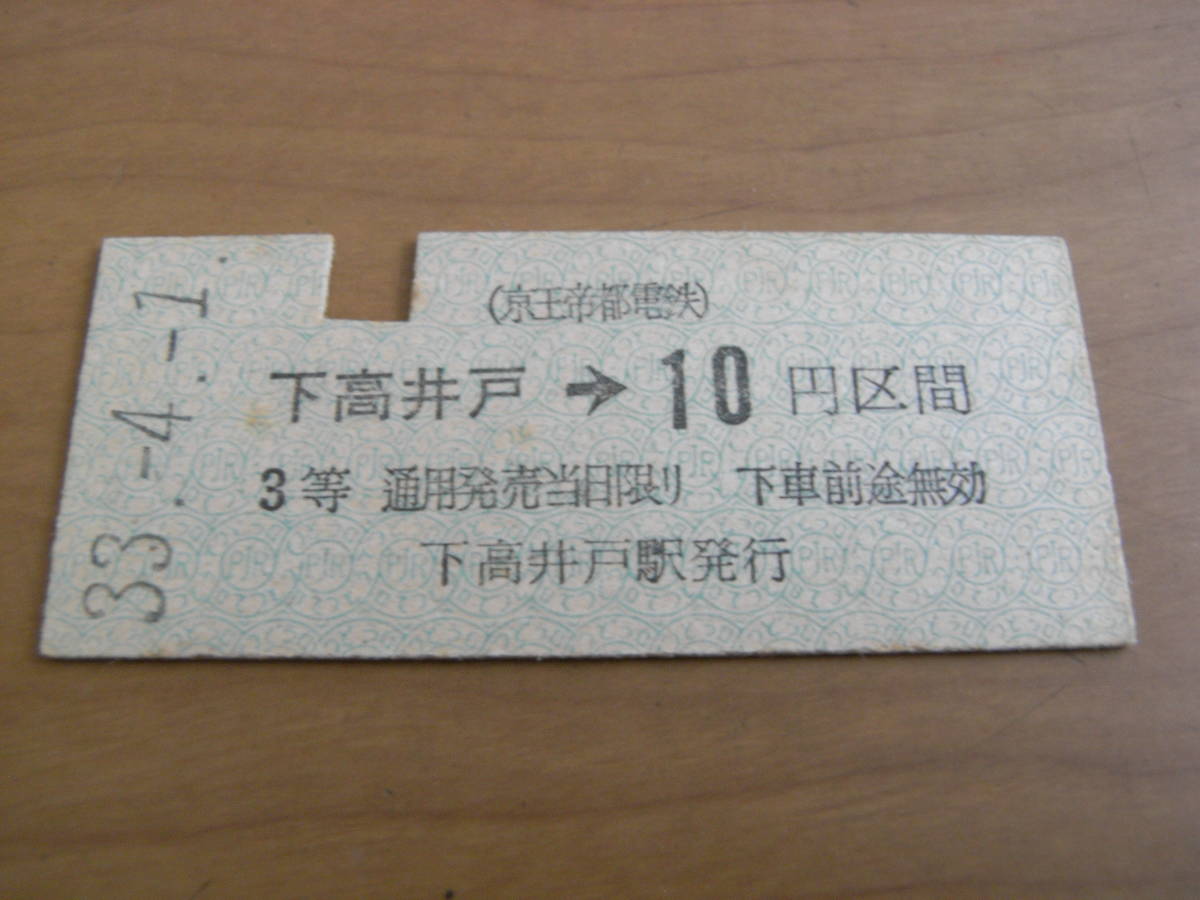 33.-4.-1.
(京王帝都電鉄)
下高井戸 → 10 円区間
3等 通用発売当日限り 下車前途無効
下高井戸駅発行